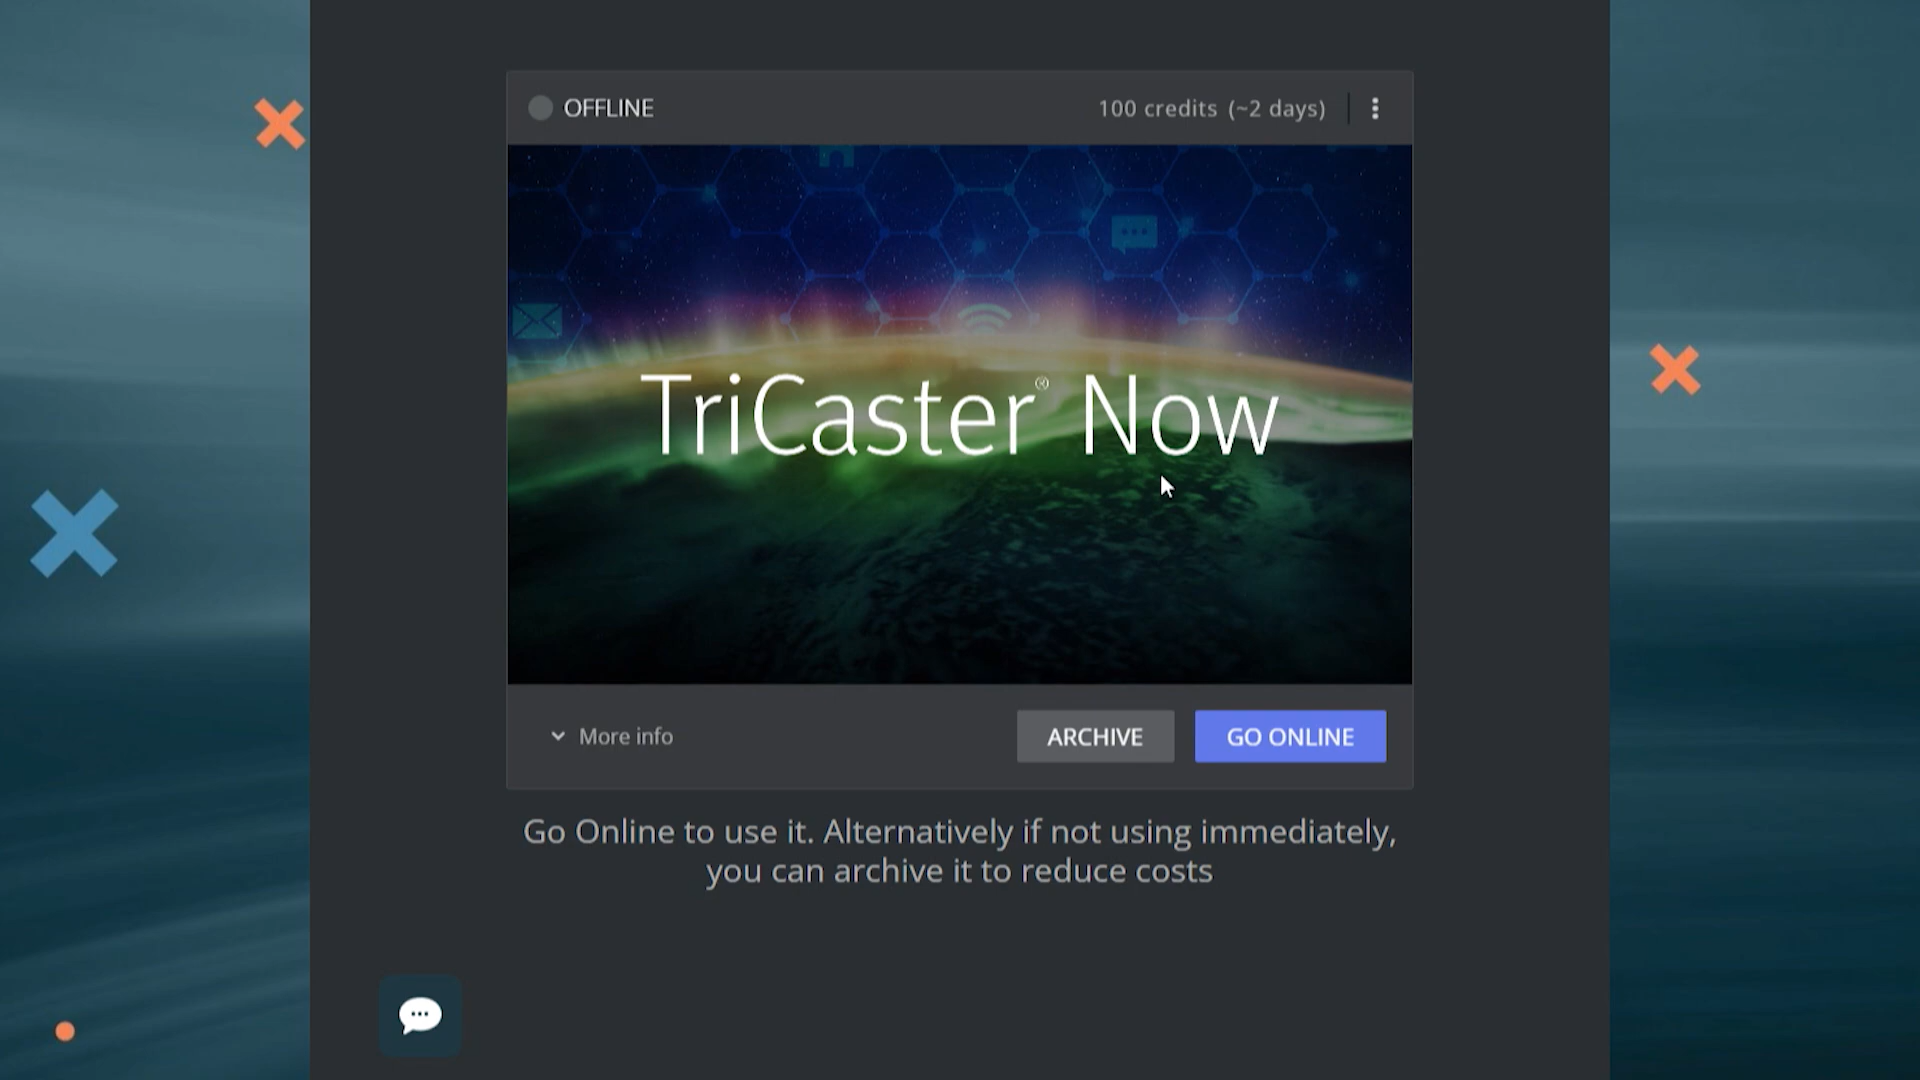 OFFLINE
100 credits (~2 days)
TriCaster® Now
More info
ARCHIVE
GO ONLINE
Go Online to use it. Alternatively if not using immediately,
you can archive it to reduce costs